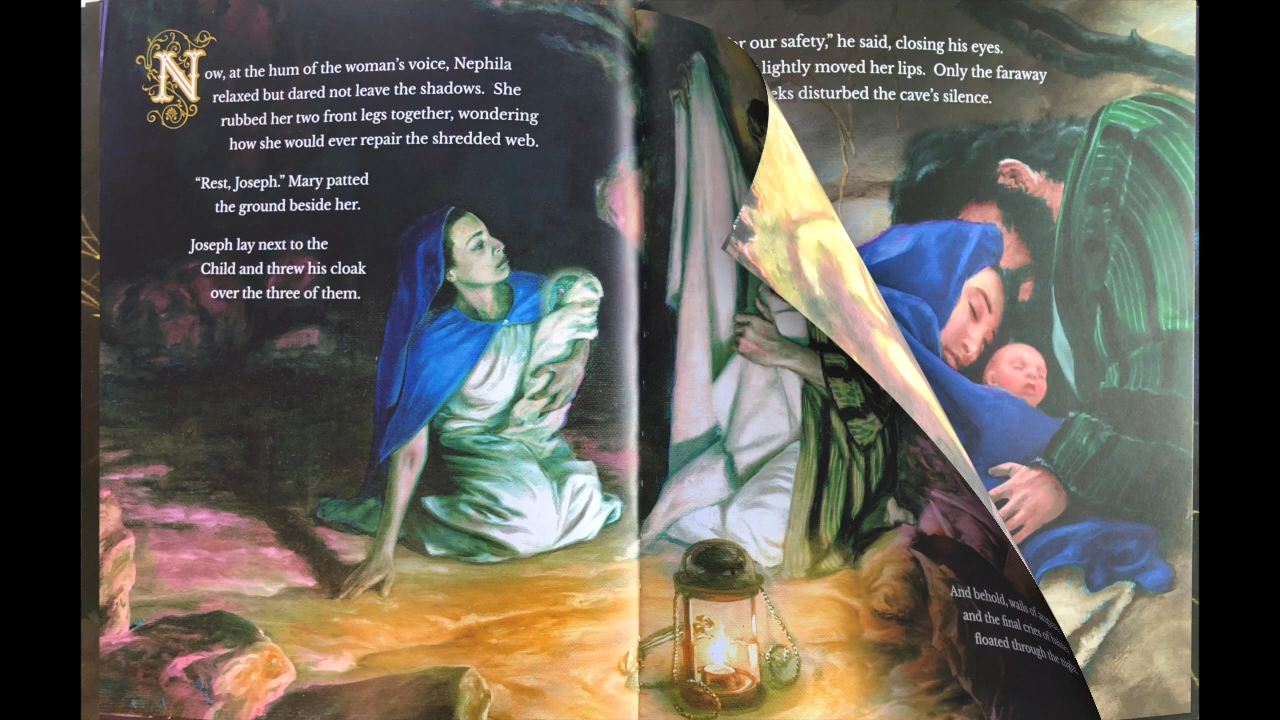 Now, at the hum of the woman’s voice, Nephila
relaxed but dared not leave the shadows.  She
rubbed her two front legs together, wondering
how she would ever repair the shredded web.
“Rest, Joseph.” Mary patted
the ground beside her.
Joseph lay next to the
Child and threw his cloak
over the three of them.
our safety,” he said, closing his eyes.
lightly moved her lips.  Only the faraway
disturbed the cave’s silence.
And behold, wails of
and the final cries of
floated through the